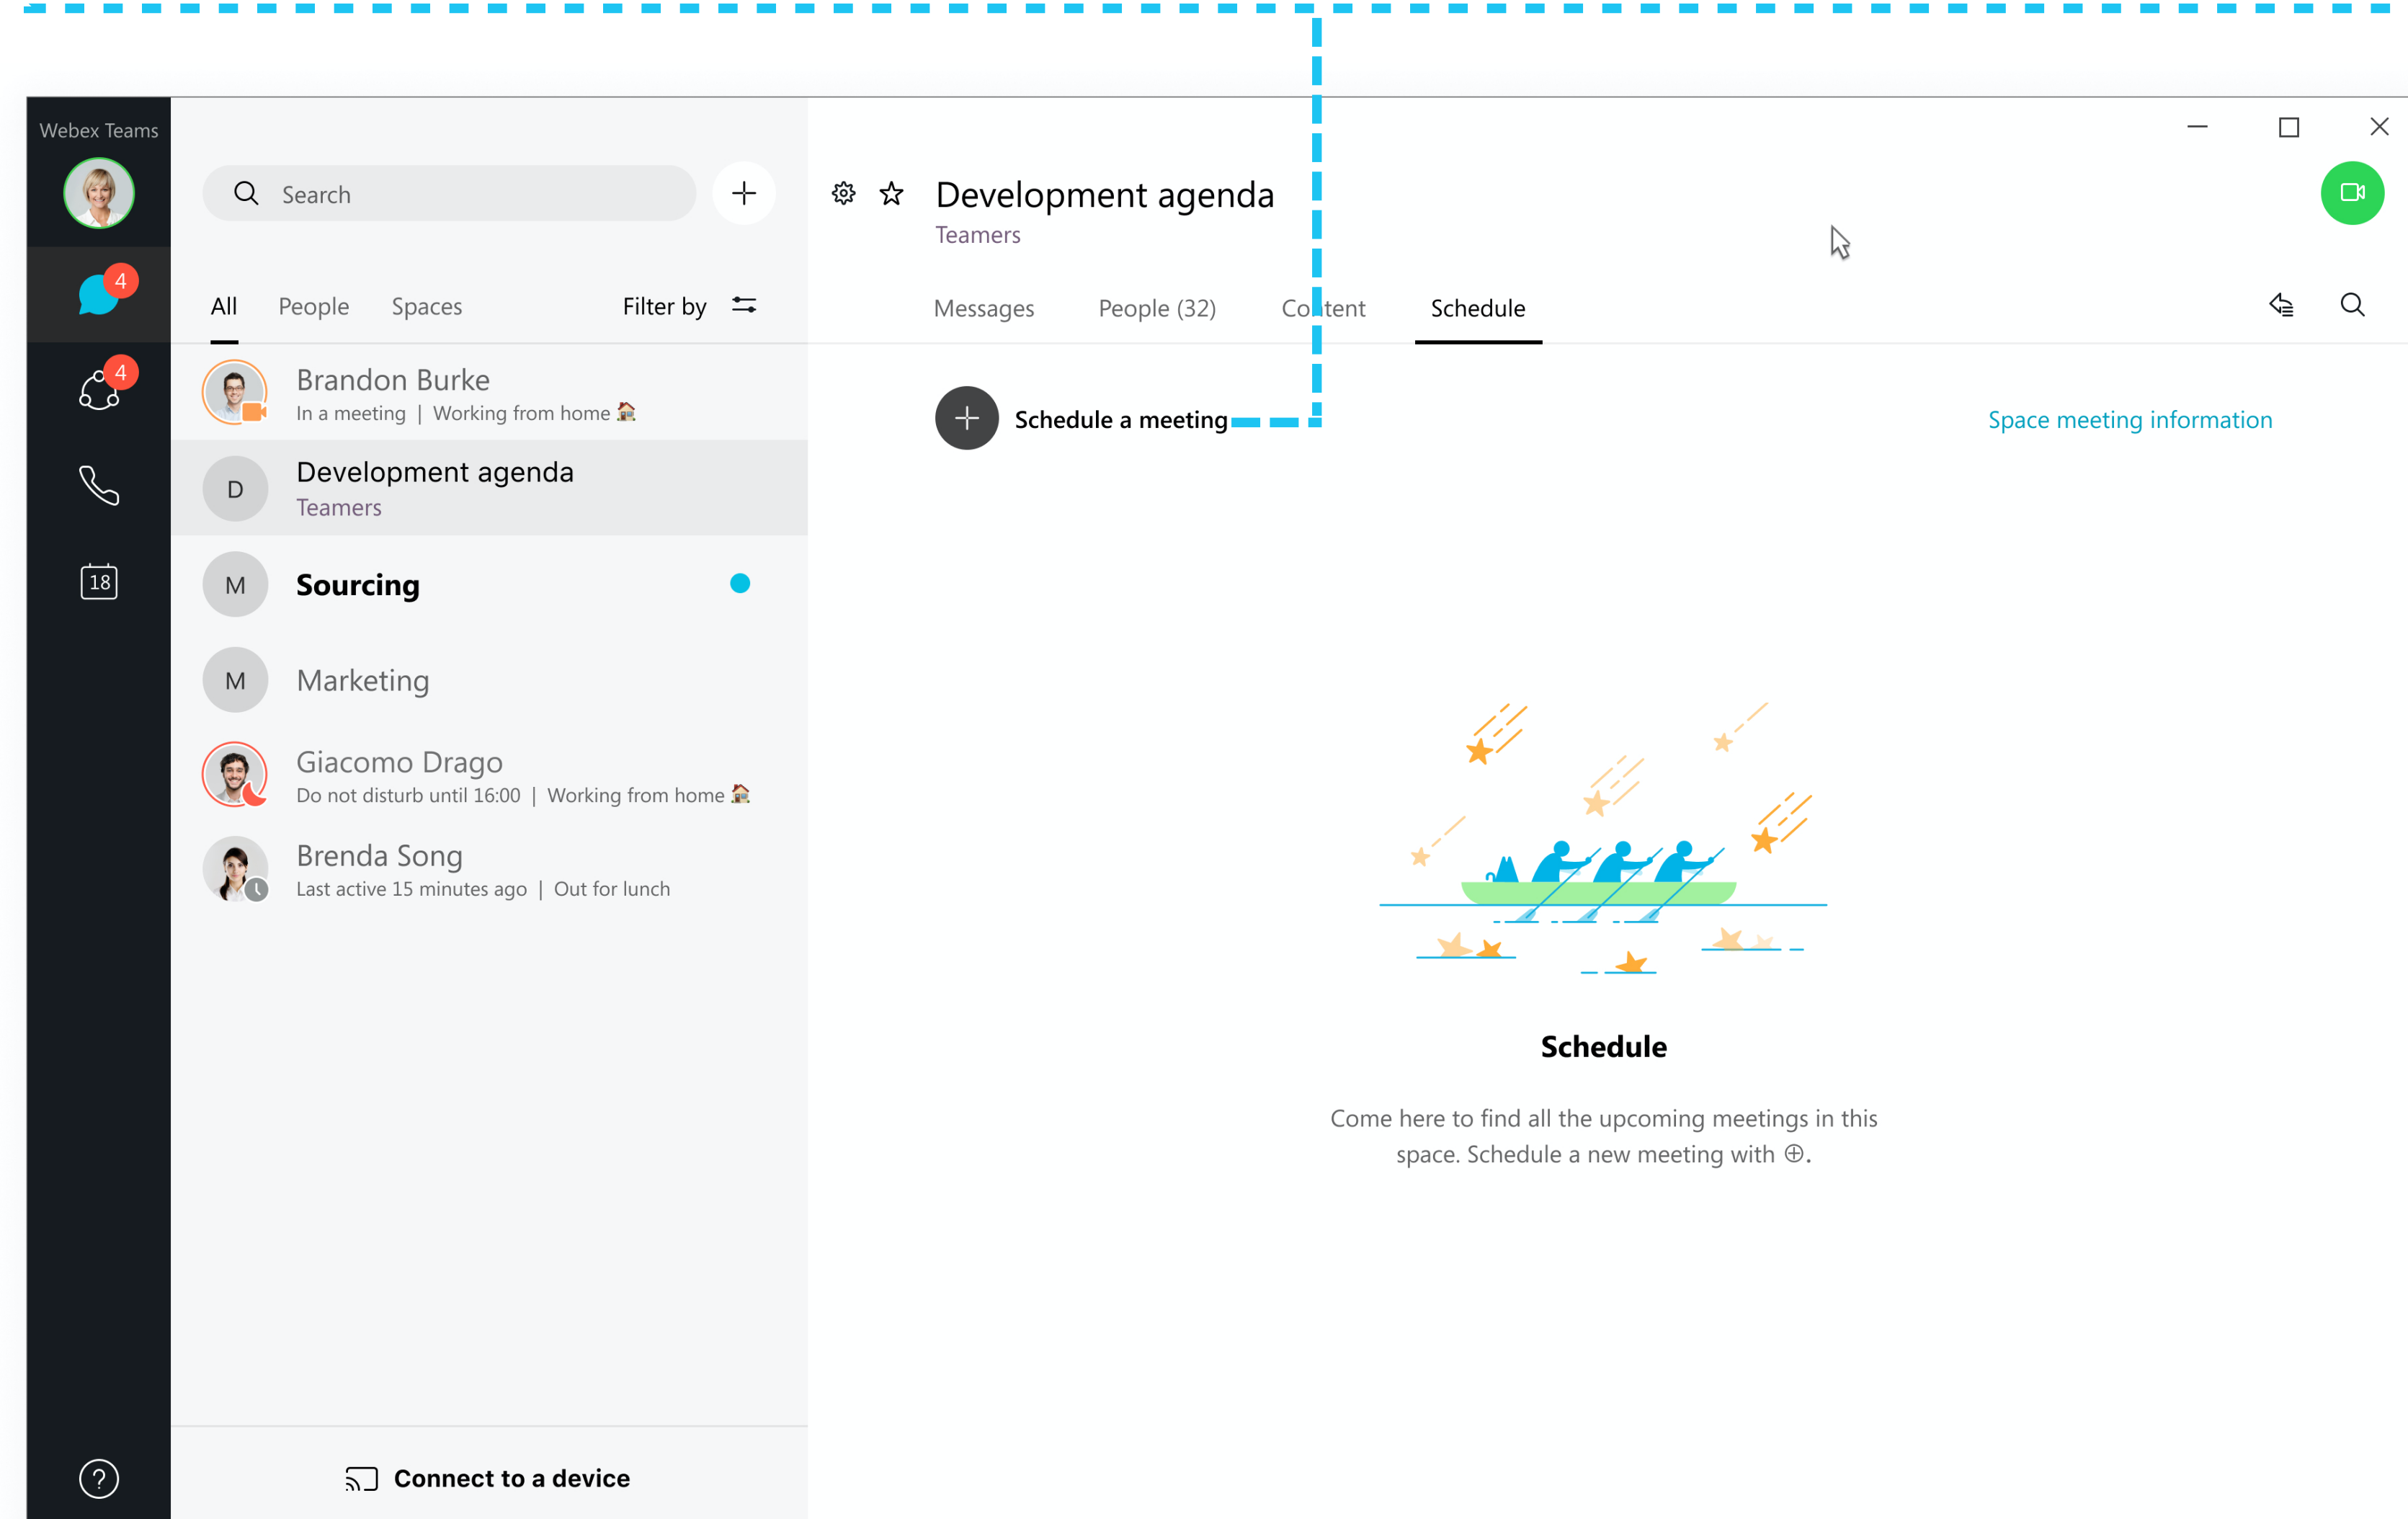 Webex Teams
Search
Development agenda
Teamers
4
All People Spaces Filter by
Messages People (32) Content Schedule
4
Brandon Burke
In a meeting | Working from home
Schedule a meeting
Space meeting information
D
Development agenda
Teamers
18
M
Sourcing
M
Marketing
Giacomo Drago
Do not disturb until 16:00 | Working from home
Brenda Song
Last active 15 minutes ago | Out for lunch
Schedule
Come here to find all the upcoming meetings in this
space. Schedule a new meeting with ⊕.
?
Connect to a device